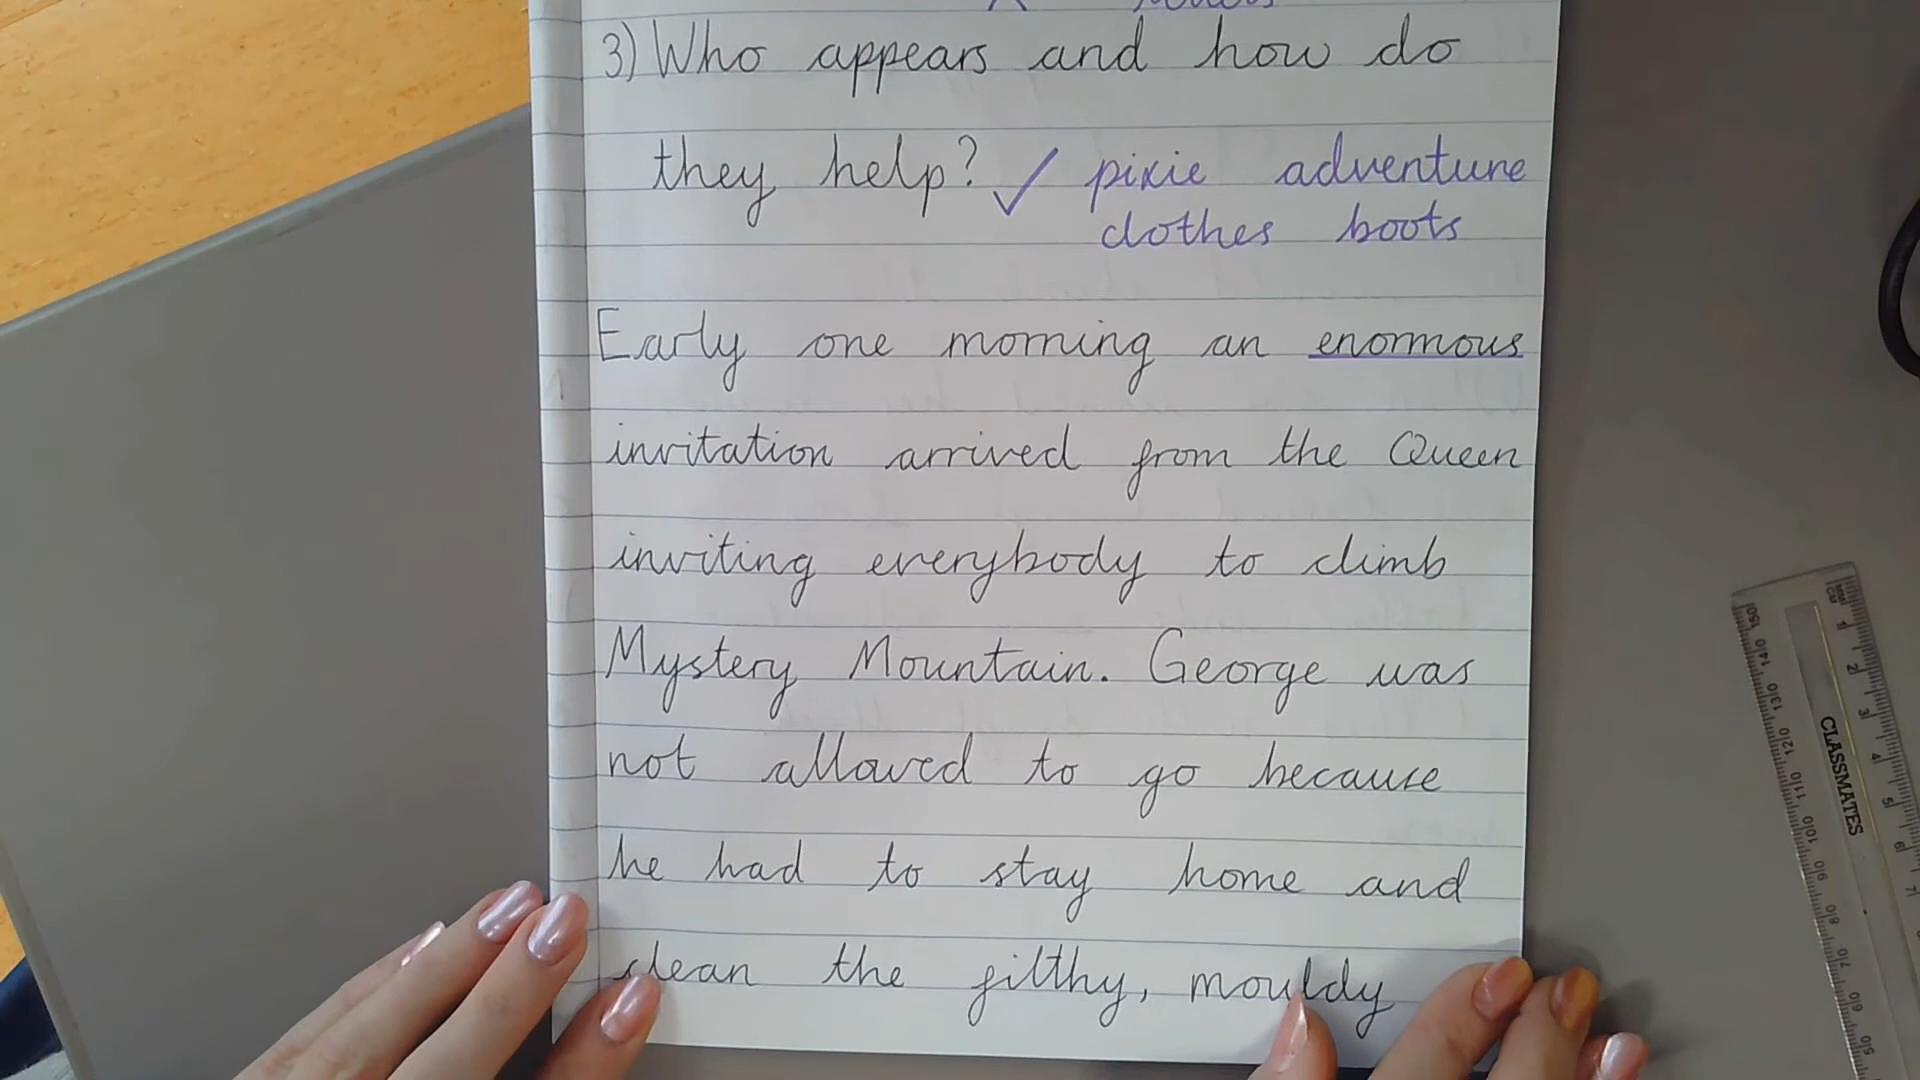 3) Who appears and how do
they help? ✓ pixie adventure
clothes boots
Early one morning an enormous
invitation arrived from the Queen
inviting everybody to climb
Mystery Mountain. George was
not allowed to go because
he had to stay home and
clean the filthy, mouldy
CLASSMATES